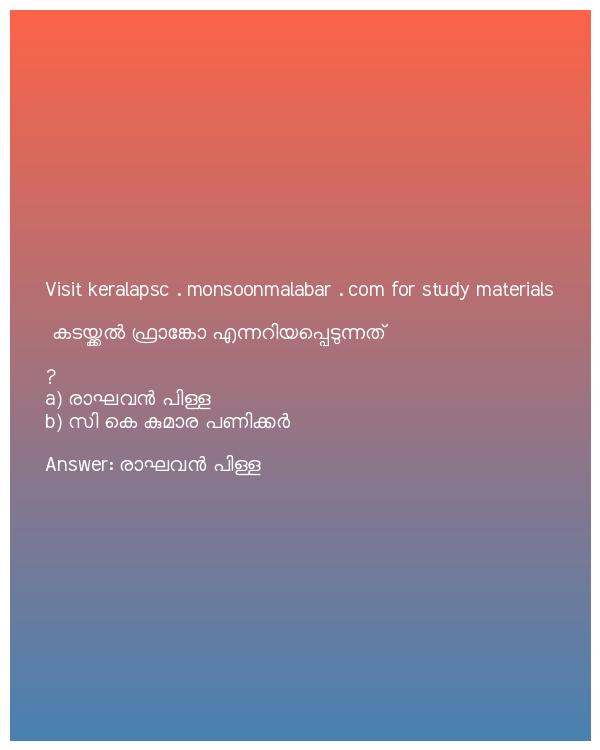 Visit keralapsc . monsoonmalabar . com for study materials
കടയ്ക്കൽ ഫ്രാങ്കോ എന്നറിയപ്പെടുന്നത്
?
a) രാഘവൻ പിള്ള
b) സി കെ കുമാര പണിക്കർ
Answer: രാഘവൻ പിള്ള